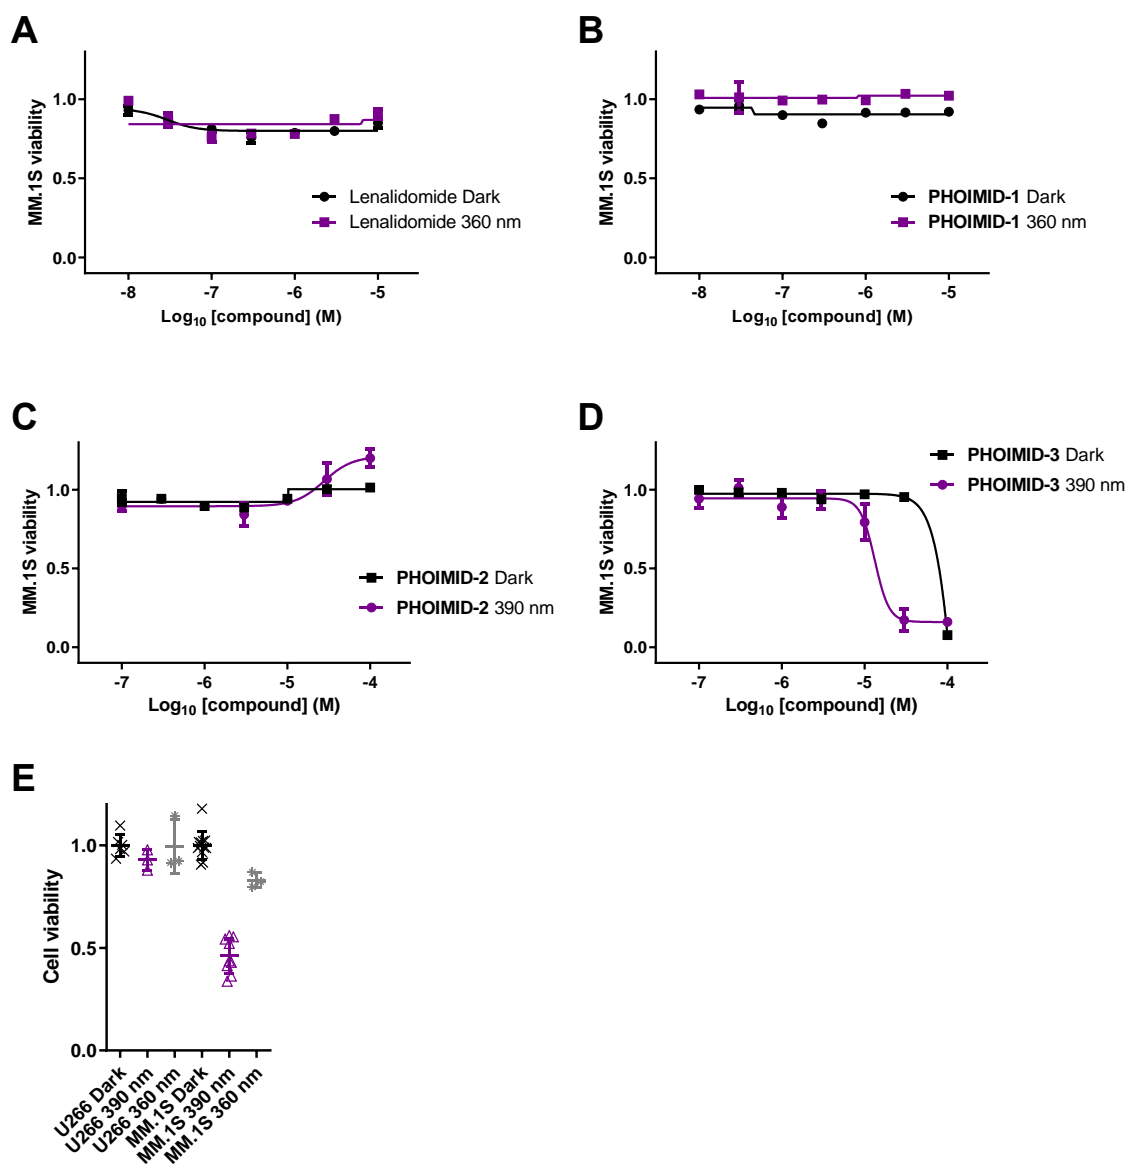 A
MM.1S viability
1.0
0.5
0.0
Lenalidomide Dark
Lenalidomide 360 nm
-8 -7 -6 -5
Log10 [compound] (M)
B
MM.1S viability
1.0
0.5
0.0
PHOIMID-1 Dark
PHOIMID-1 360 nm
-8 -7 -6 -5
Log10 [compound] (M)
C
MM.1S viability
1.0
0.5
0.0
PHOIMID-2 Dark
PHOIMID-2 390 nm
-7 -6 -5 -4
Log10 [compound] (M)
D
MM.1S viability
1.0
0.5
0.0
PHOIMID-3 Dark
PHOIMID-3 390 nm
-7 -6 -5 -4
Log10 [compound] (M)
E
Cell viability
1.0
0.5
0.0
U266 Dark
U266 390 nm
U266 360 nm
MM.1S Dark
MM.1S 390 nm
MM.1S 360 nm